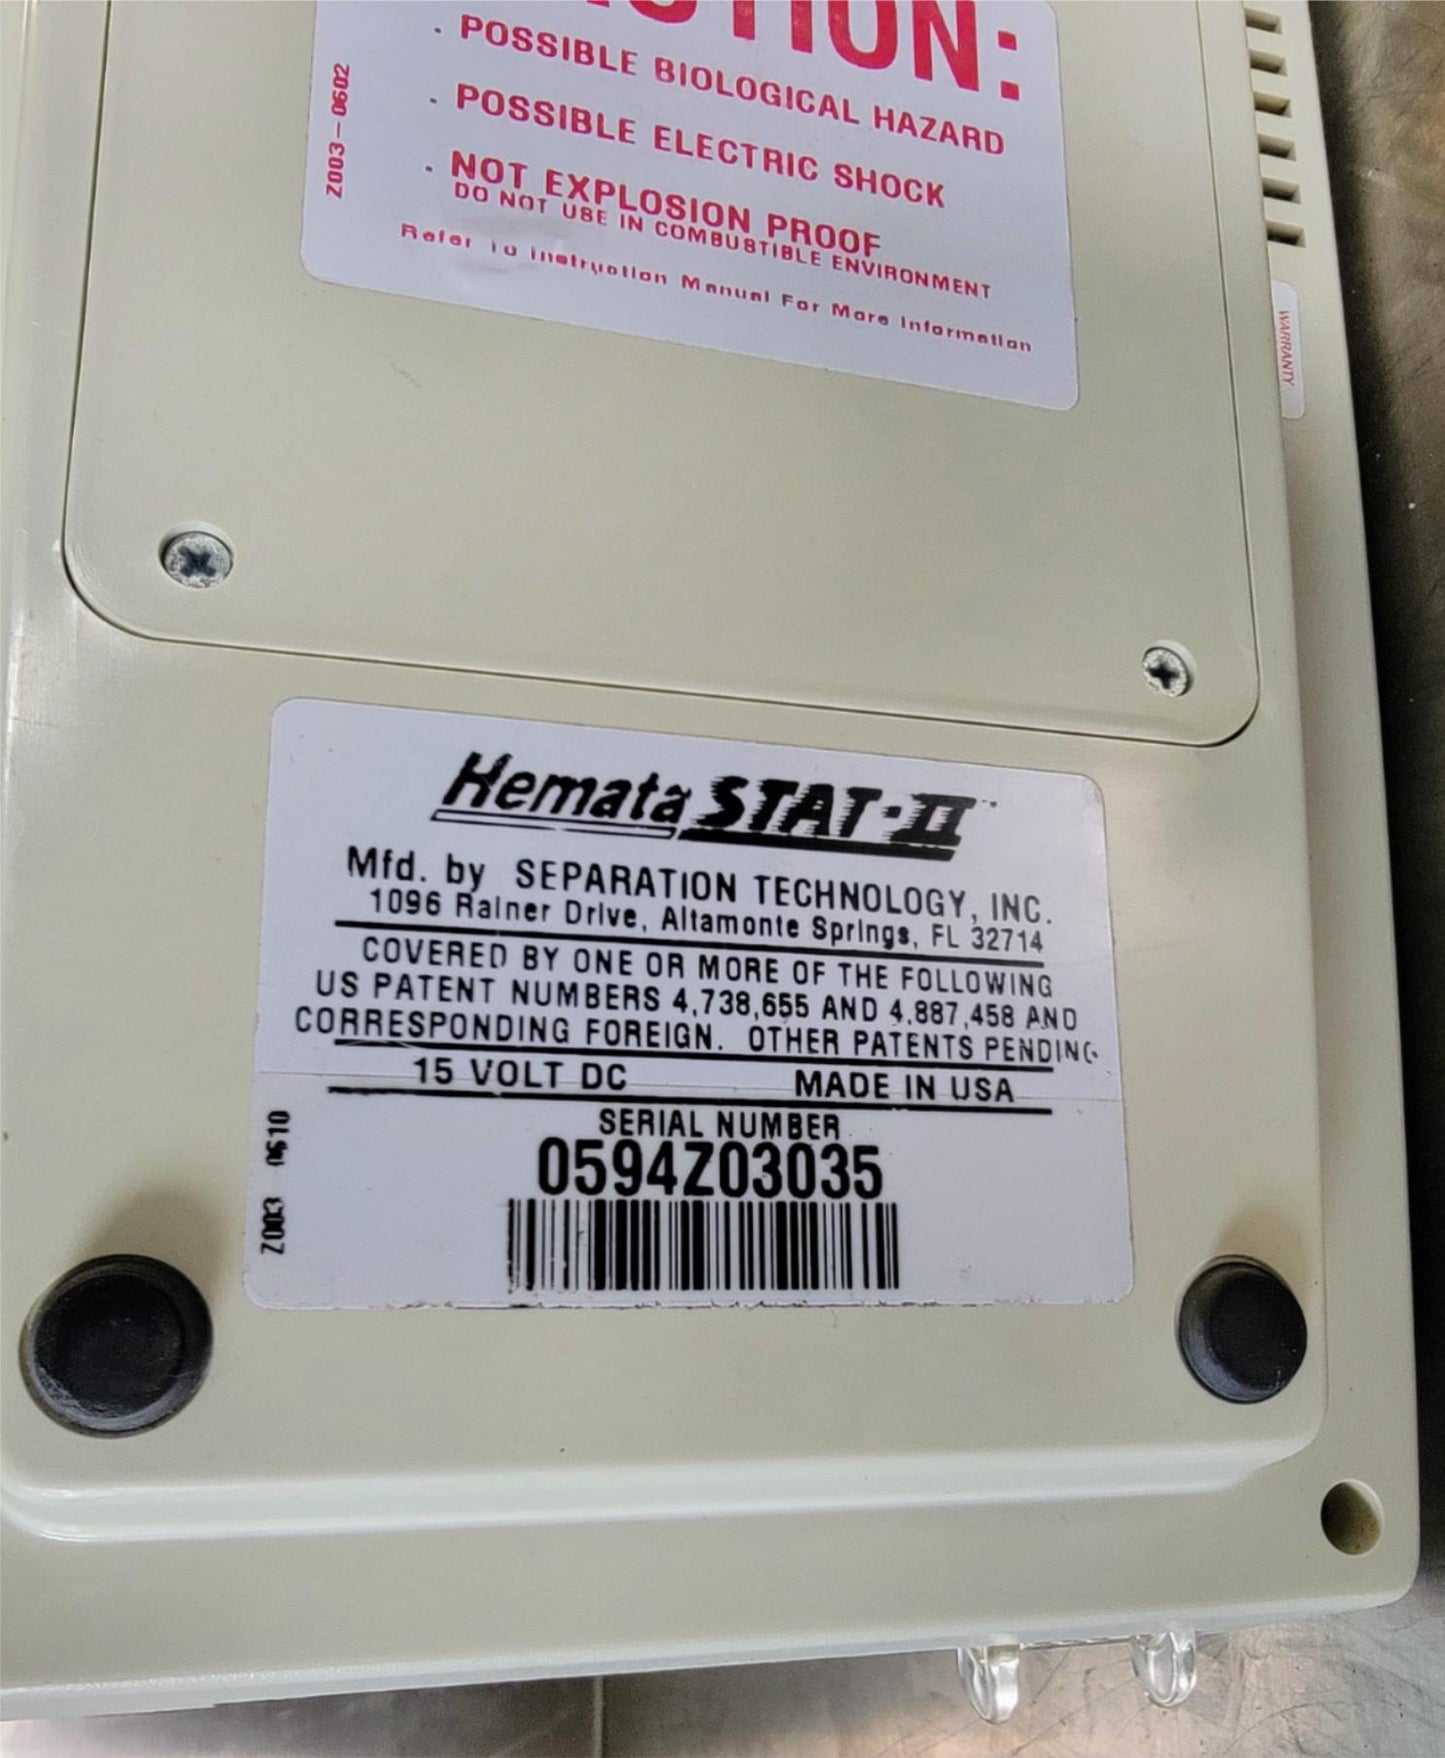 CTION:
· POSSIBLE BIOLOGICAL HAZARD
· POSSIBLE ELECTRIC SHOCK
· NOT EXPLOSION PROOF
DO NOT USE IN COMBUSTIBLE ENVIRONMENT
Refer To Instruction Manual For More Information
Z003-0602
WARRANTY
Hemata STAT-II
Mfd. by SEPARATION TECHNOLOGY, INC.
1096 Rainer Drive, Altamonte Springs, FL 32714
COVERED BY ONE OR MORE OF THE FOLLOWING
US PATENT NUMBERS 4,738,655 AND 4,887,458 AND
CORRESPONDING FOREIGN. OTHER PATENTS PENDING
15 VOLT DC MADE IN USA
SERIAL NUMBER
0594Z03035
Z003 0610